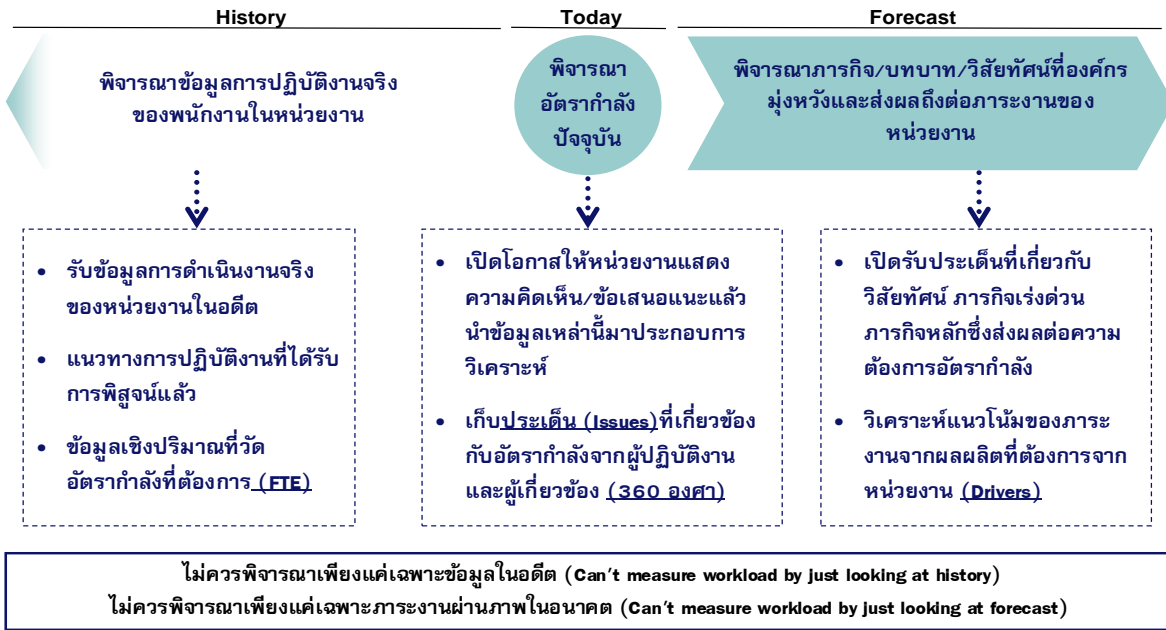 History
Today
Forecast
พิจารณาข้อมูลการปฏิบัติงานจริง
ของพนักงานในหน่วยงาน
พิจารณา
อัตรากำลัง
ปัจจุบัน
พิจารณาภารกิจ/บทบาท/วิสัยทัศน์ที่องค์กร
มุ่งหวังและส่งผลถึงต่อภาระงานของ
หน่วยงาน
• รับข้อมูลการดำเนินงานจริง
ของหน่วยงานในอดีต
• แนวทางการปฏิบัติงานที่ได้รับ
การพิสูจน์แล้ว
• ข้อมูลเชิงปริมาณที่วัด
อัตรากำลังที่ต้องการ (FTE)
• เปิดโอกาสให้หน่วยงานแสดง
ความคิดเห็น/ข้อเสนอแนะแล้ว
นำข้อมูลเหล่านี้มาประกอบการ
วิเคราะห์
• เก็บประเด็น (Issues)ที่เกี่ยวข้อง
กับอัตรากำลังจากผู้ปฏิบัติงาน
และผู้เกี่ยวข้อง (360 องศา)
• เปิดรับประเด็นที่เกี่ยวกับ
วิสัยทัศน์ ภารกิจเร่งด่วน
ภารกิจหลักซึ่งส่งผลต่อความ
ต้องการอัตรากำลัง
• วิเคราะห์แนวโน้มของภาระ
งานจากผลผลิตที่ต้องการจาก
หน่วยงาน (Drivers)
ไม่ควรพิจารณาเพียงแค่เฉพาะข้อมูลในอดีต (Can't measure workload by just looking at history)
ไม่ควรพิจารณาเพียงแค่เฉพาะภาระงานผ่านภาพในอนาคต (Can't measure workload by just looking at forecast)